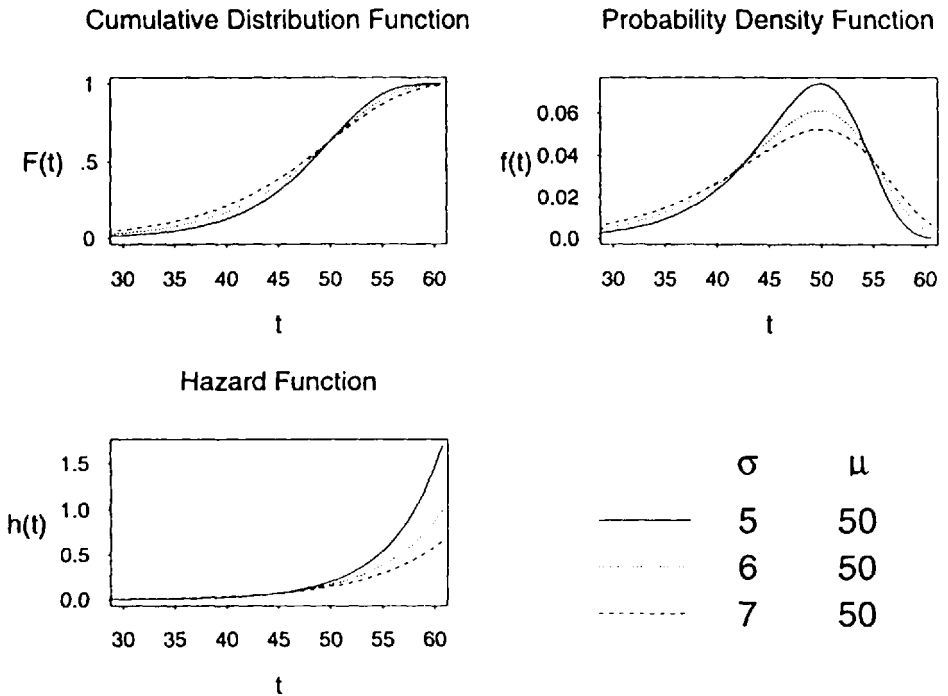 Cumulative Distribution Function
1
F(t) .5
0
30 35 40 45 50 55 60
t
Probability Density Function
0.06
f(t) 0.04
0.02
0.0
30 35 40 45 50 55 60
t
Hazard Function
1.5
1.0
h(t)
0.5
0.0
30 35 40 45 50 55 60
t
σ μ
5 50
6 50
7 50